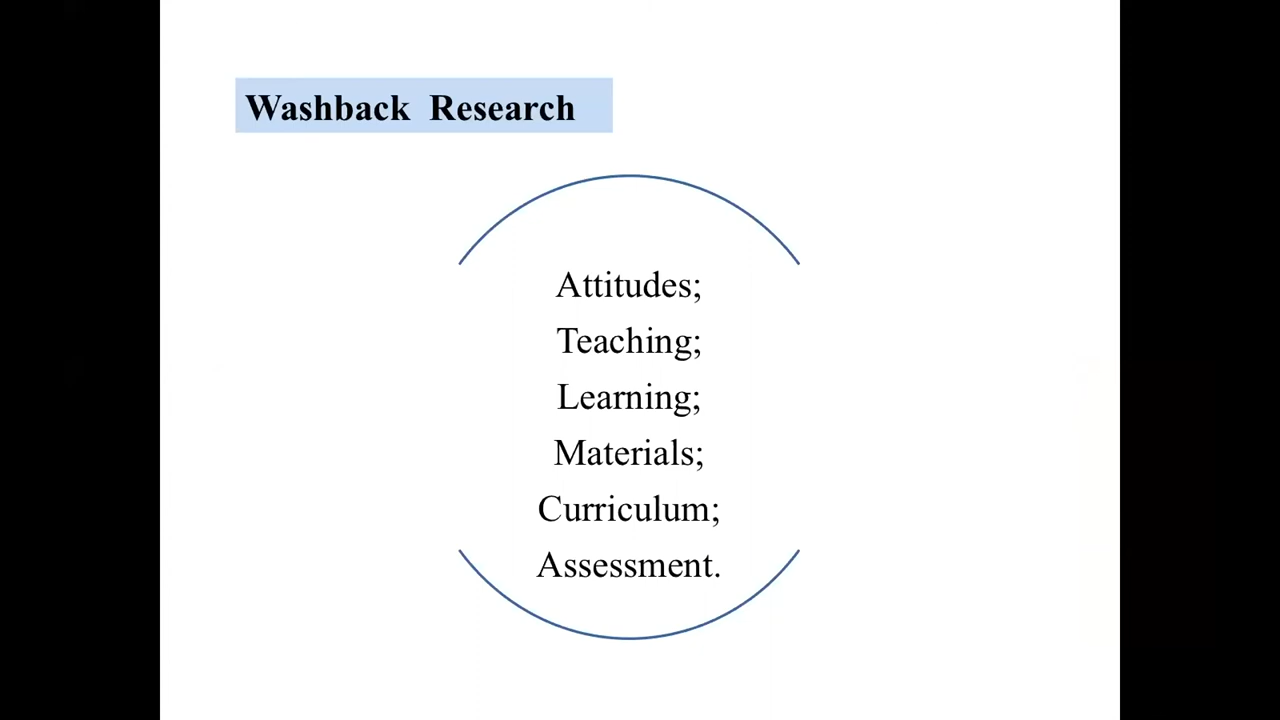 Washback Research
Attitudes;
Teaching;
Learning;
Materials;
Curriculum;
Assessment.